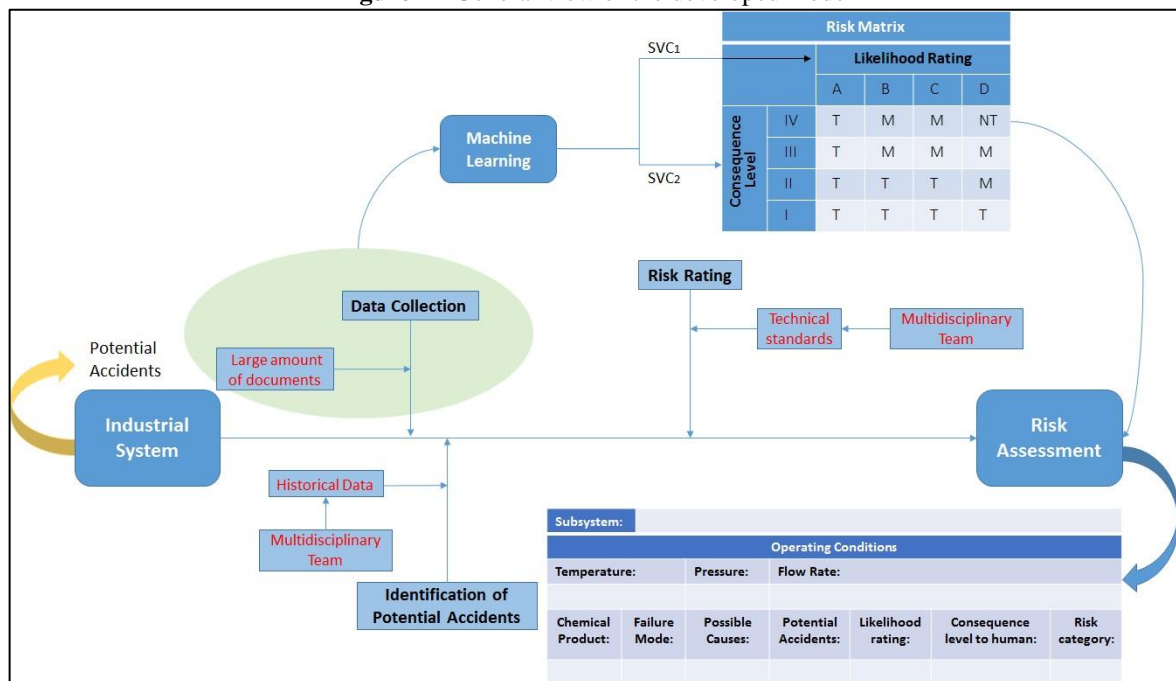 Risk Matrix
SVC1
Likelihood Rating
A B C D
Machine
Learning
Consequence
Level
IV T M M NT
III T M M M
SVC2
II T T T M
I T T T T
Risk Rating
Data Collection
Technical
standards
Multidisciplinary
Team
Potential
Accidents
Large amount
of documents
Industrial
System
Risk
Assessment
Historical Data
Multidisciplinary
Team
Identification of
Potential Accidents
Subsystem:
Operating Conditions
Temperature: Pressure: Flow Rate:
Chemical Failure Possible Potential Likelihood Consequence Risk
Product: Mode: Causes: Accidents: rating: level to human: category: